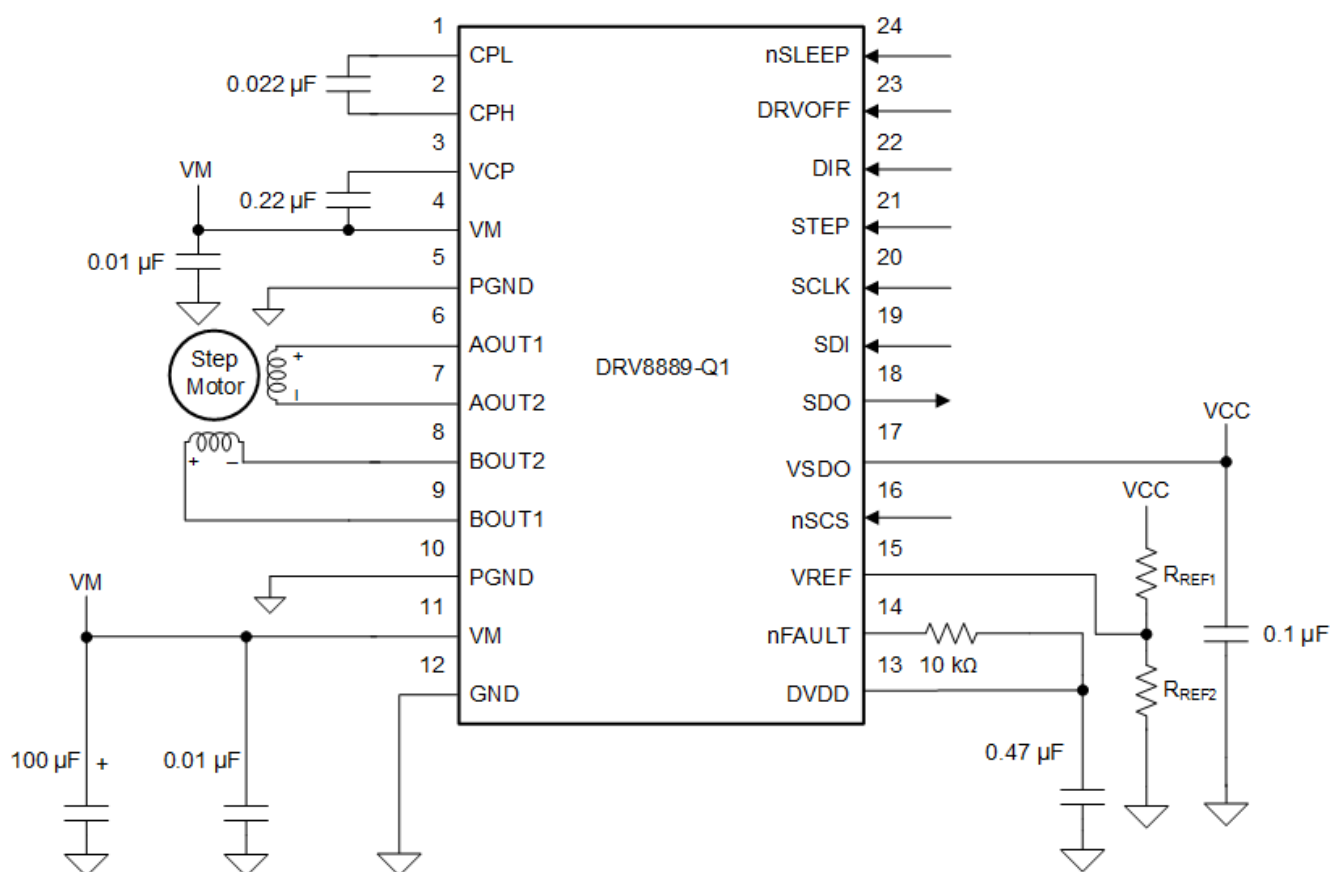 1
CPL
0.022 µF
2
CPH
3
VCP
VM
0.22 µF
4
VM
0.01 µF
5
PGND
6
AOUT1
Step
Motor
+
–
7
AOUT2
8
BOUT2
+
–
9
BOUT1
10
PGND
VM
11
VM
12
GND
100 µF
+
0.01 µF
DRV8889-Q1
24
nSLEEP
23
DRVOFF
22
DIR
21
STEP
20
SCLK
19
SDI
18
SDO
VCC
17
VSDO
16
nSCS
VCC
15
VREF
RREF1
14
nFAULT
10 kΩ
0.1 µF
13
DVDD
RREF2
0.47 µF